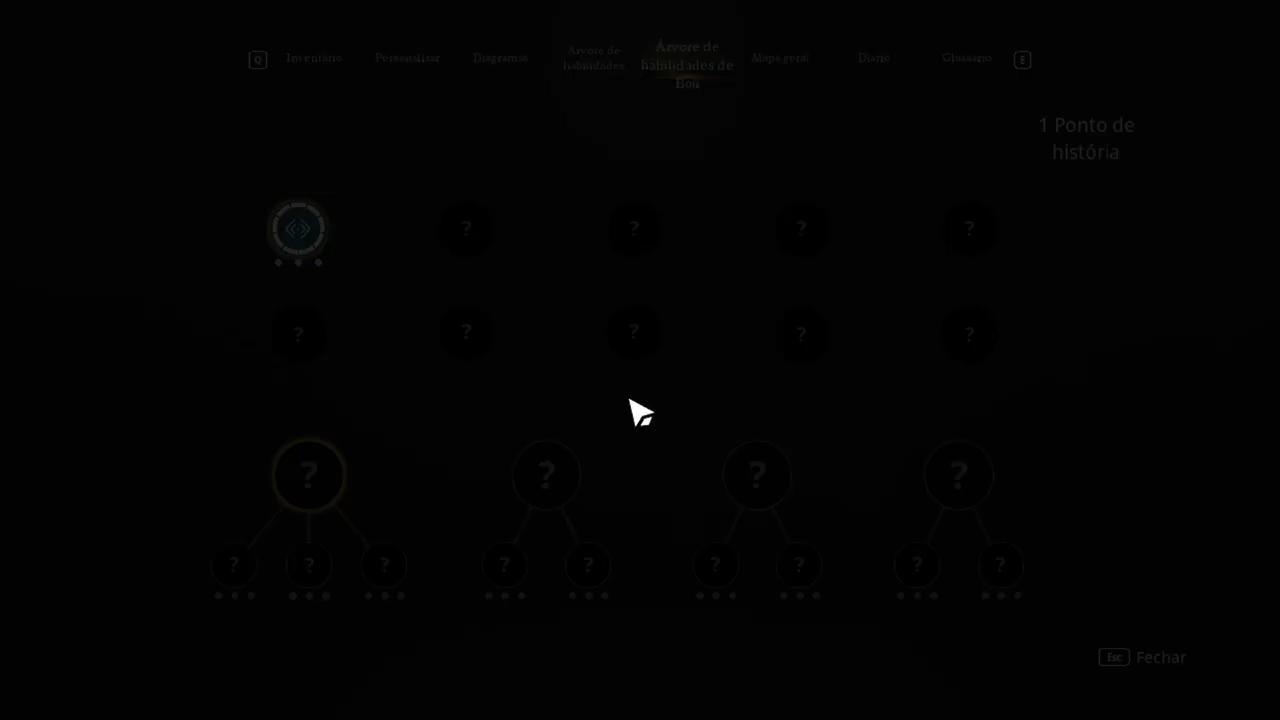 Q
Inventário
Personalizar
Diagramas
Árvore de
habilidades
Árvore de
habilidades de
Bou
Mapa geral
Diário
Glossário
E
1 Ponto de
história
? ? ? ?
? ? ? ? ?
? ? ? ?
? ? ? ? ? ? ? ? ?
Esc Fechar